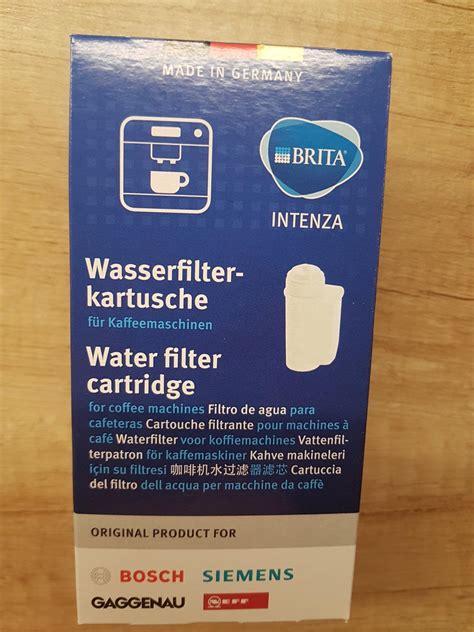 MADE IN GERMANY
BRITA®
INTENZA
Wasserfilter-
kartusche
für Kaffeemaschinen
Water filter
cartridge
for coffee machines Filtro de agua para
cafeteras Cartouche filtrante pour machines à
café Waterfilter voor koffiemachines Vattenfil-
terpatron för kaffemaskiner Kahve makineleri
için su filtresi 咖啡机水过滤器滤芯 Cartuccia
del filtro dell acqua per macchine da caffè
ORIGINAL PRODUCT FOR
BOSCH SIEMENS
GAGGENAU NEFF